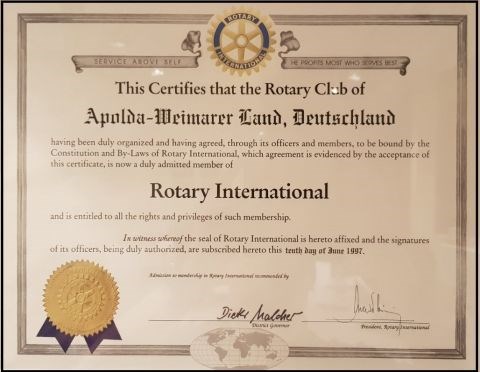 ROTARY
INTERNATIONAL
SERVICE ABOVE SELF
HE PROFITS MOST WHO SERVES BEST
This Certifies that the Rotary Club of
Apolda-Weimarer Land, Deutschland
having been duly organized and having agreed, through its officers and members, to be bound by the
Constitution and By-Laws of Rotary International, which agreement is evidenced by the acceptance of
this certificate, is now a duly admitted member of
Rotary International
and is entitled to all the rights and privileges of such membership.
In witness whereof the seal of Rotary International is hereto affixed and the signatures
of its officers, being duly authorized, are subscribed hereto this tenth day of June 1997.
Admission to membership in Rotary International recommended by
District Governor
President, Rotary International